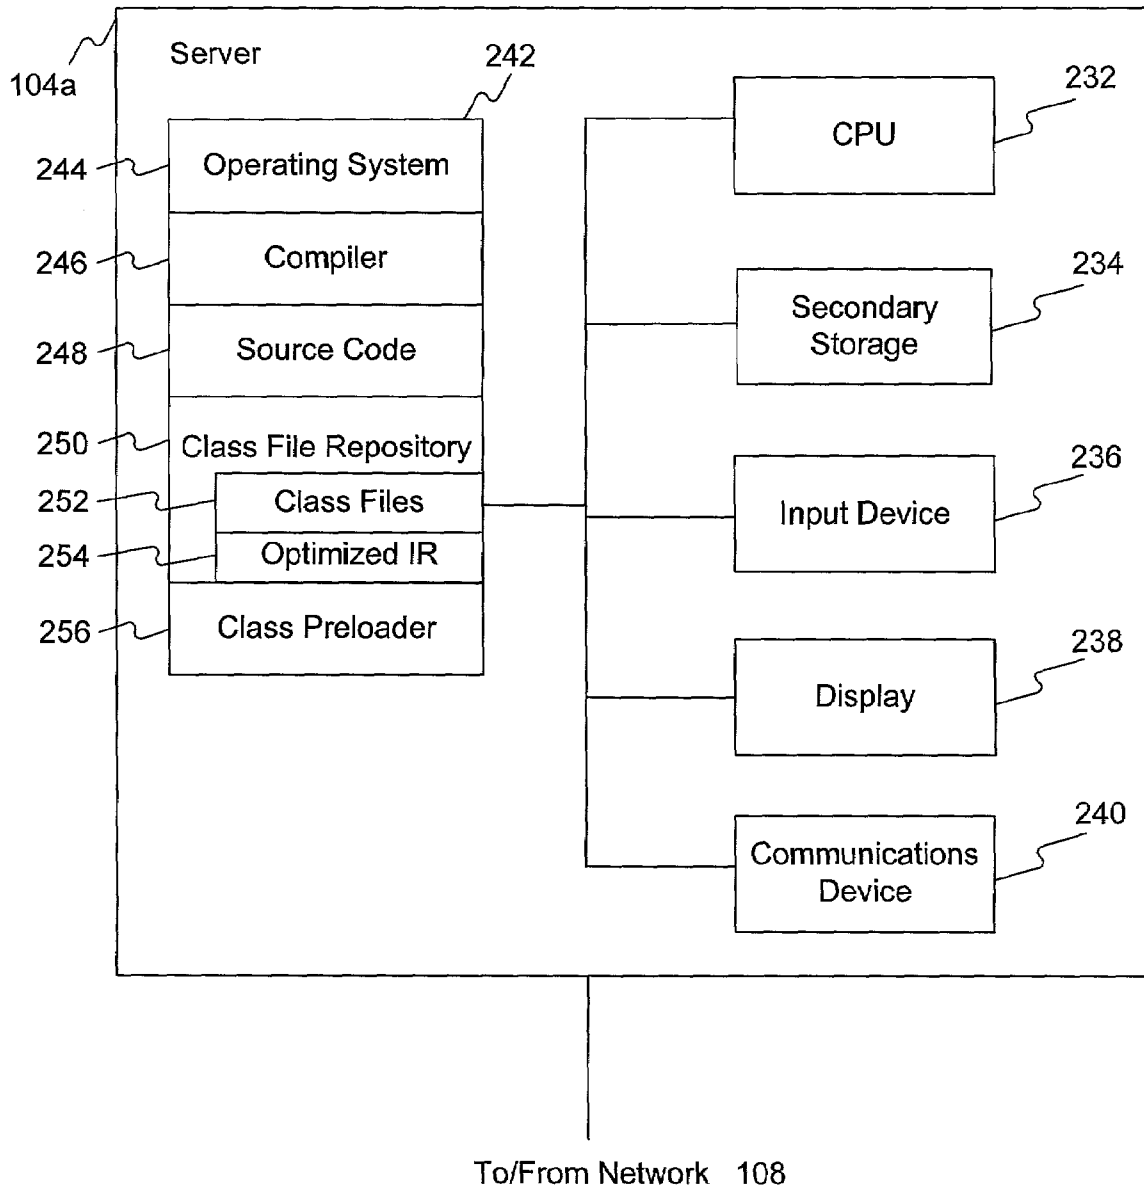 Server
104a
242
244
Operating System
246
Compiler
248
Source Code
250
Class File Repository
252
Class Files
254
Optimized IR
256
Class Preloader
232
CPU
234
Secondary
Storage
236
Input Device
238
Display
240
Communications
Device
To/From Network 108